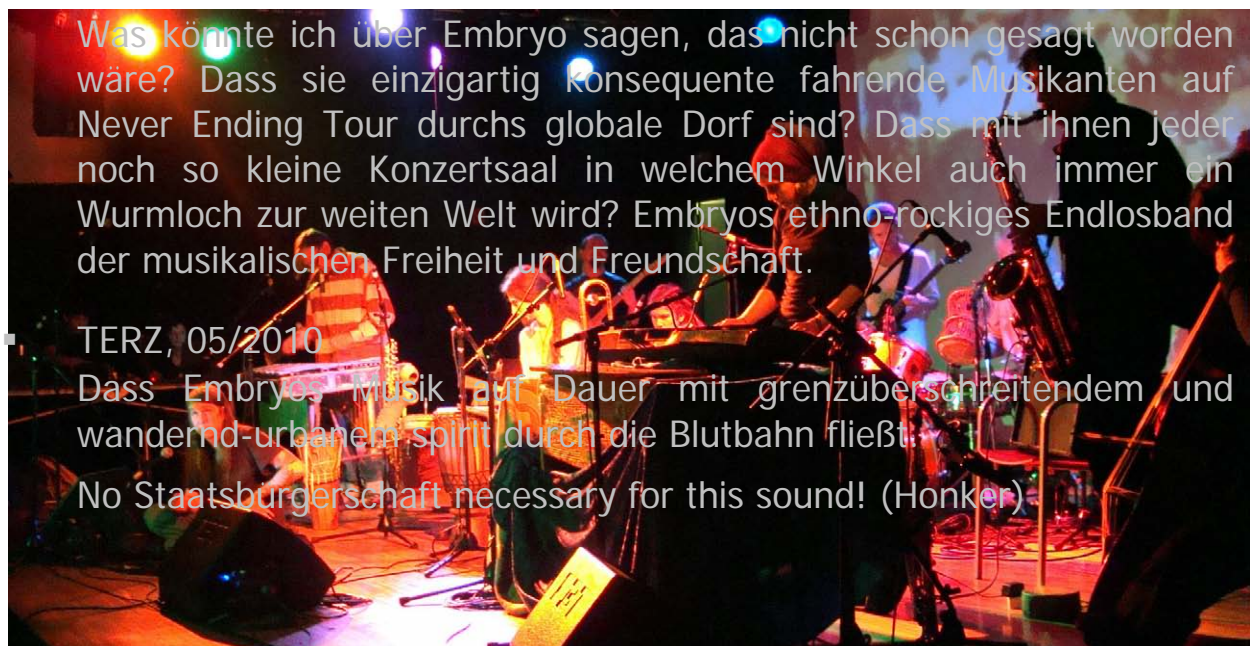 Was könnte ich über Embryo sagen, das nicht schon gesagt worden
wäre? Dass sie einzigartig konsequente fahrende Musikanten auf
Never Ending Tour durchs globale Dorf sind? Dass mit ihnen jeder
noch so kleine Konzertsaal in welchem Winkel auch immer ein
Wurmloch zur weiten Welt wird? Embryos ethno-rockiges Endlosband
der musikalischen Freiheit und Freundschaft.
TERZ, 05/2010
Dass Embryos Musik auf Dauer mit grenzüberschreitendem und
wandernd-urbanem spirit durch die Blutbahn fließt.
No Staatsbürgerschaft necessary for this sound! (Honker)